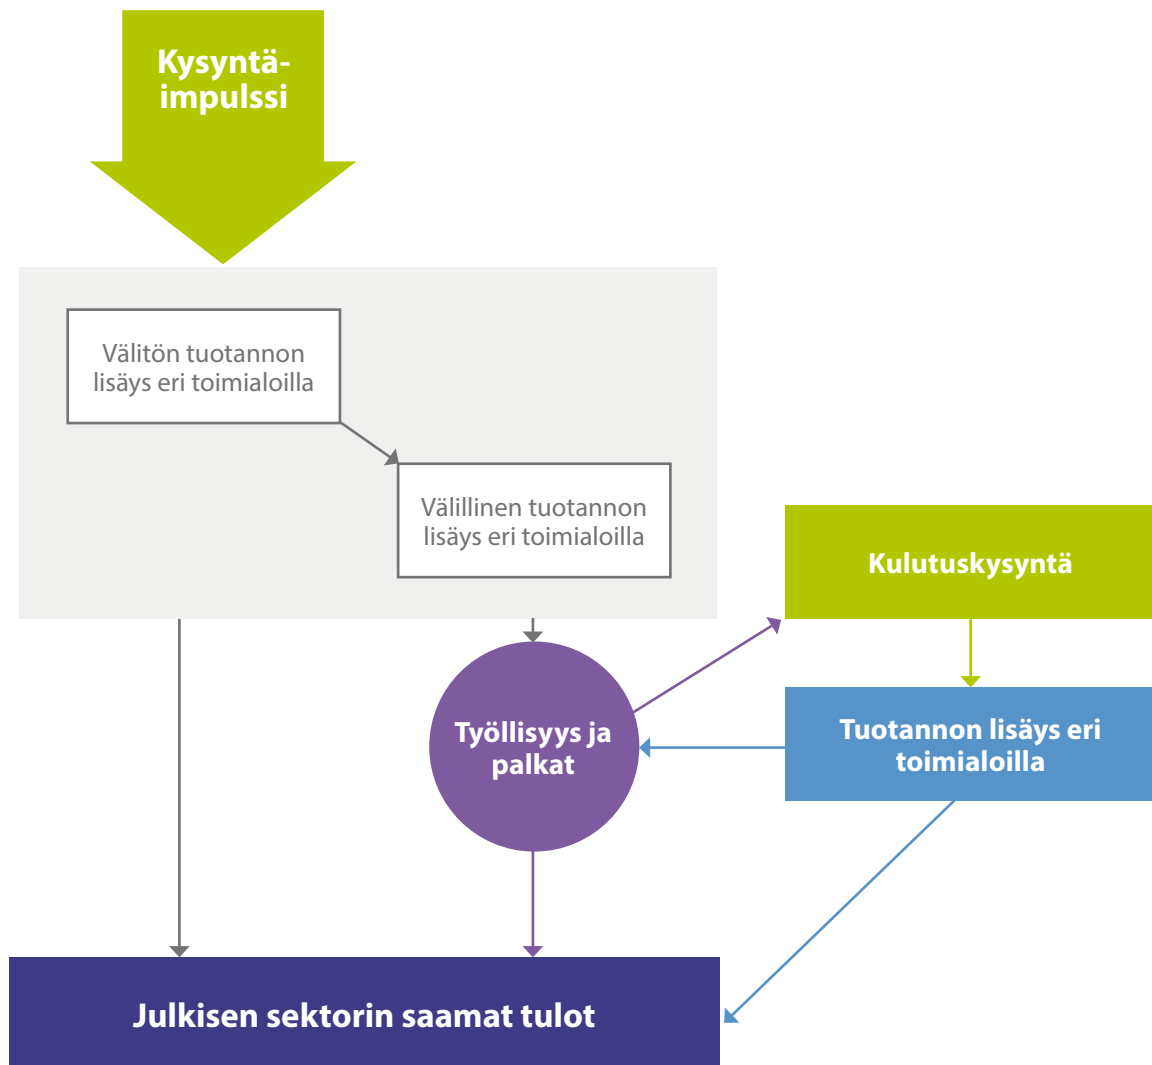 Kysyntä-
impulssi
Välitön tuotannon
lisäys eri toimialoilla
Välillinen tuotannon
lisäys eri toimialoilla
Kulutuskysyntä
Työllisyys ja
palkat
Tuotannon lisäys eri
toimialoilla
Julkisen sektorin saamat tulot